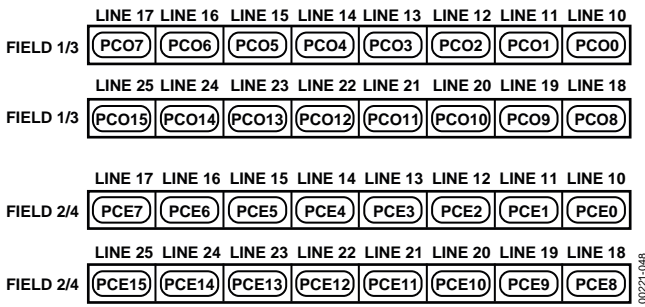 LINE 17 LINE 16 LINE 15 LINE 14 LINE 13 LINE 12 LINE 11 LINE 10
FIELD 1/3 PCO7 PCO6 PCO5 PCO4 PCO3 PCO2 PCO1 PCO0
LINE 25 LINE 24 LINE 23 LINE 22 LINE 21 LINE 20 LINE 19 LINE 18
FIELD 1/3 PCO15 PCO14 PCO13 PCO12 PCO11 PCO10 PCO9 PCO8
LINE 17 LINE 16 LINE 15 LINE 14 LINE 13 LINE 12 LINE 11 LINE 10
FIELD 2/4 PCE7 PCE6 PCE5 PCE4 PCE3 PCE2 PCE1 PCE0
LINE 25 LINE 24 LINE 23 LINE 22 LINE 21 LINE 20 LINE 19 LINE 18
FIELD 2/4 PCE15 PCE14 PCE13 PCE12 PCE11 PCE10 PCE9 PCE8
00221-048